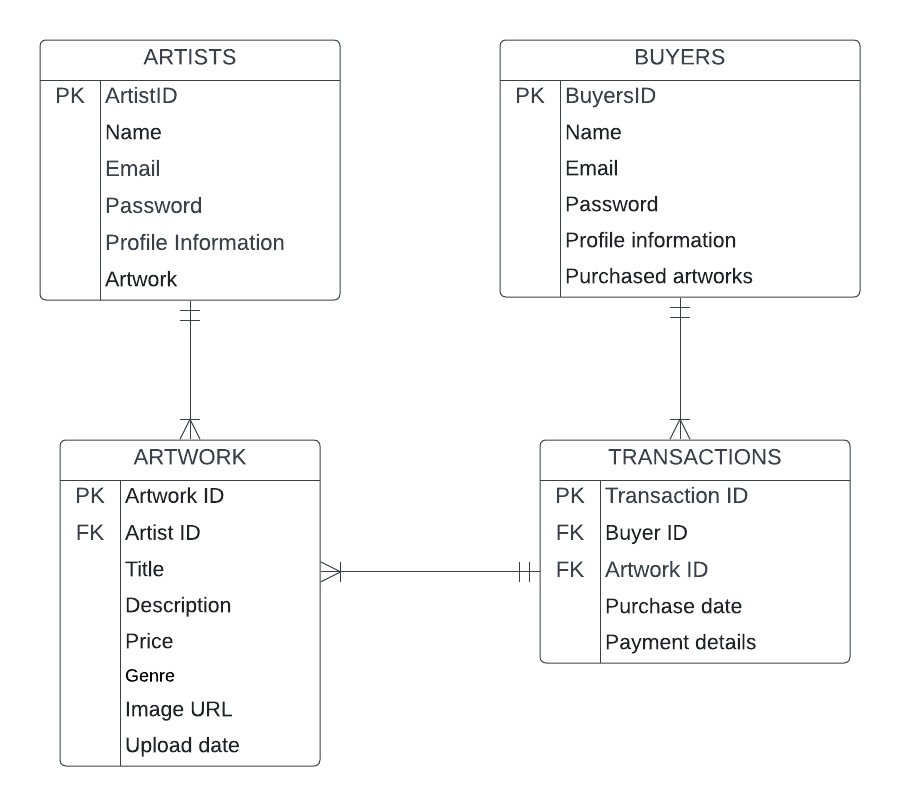 ARTISTS
PK ArtistID
Name
Email
Password
Profile Information
Artwork
BUYERS
PK BuyersID
Name
Email
Password
Profile information
Purchased artworks
ARTWORK
PK Artwork ID
FK Artist ID
Title
Description
Price
Genre
Image URL
Upload date
TRANSACTIONS
PK Transaction ID
FK Buyer ID
FK Artwork ID
Purchase date
Payment details